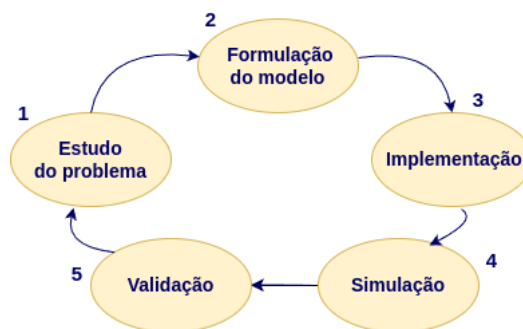 2
Formulação
do modelo
1
Estudo
do problema
3
Implementação
5
Validação
4
Simulação